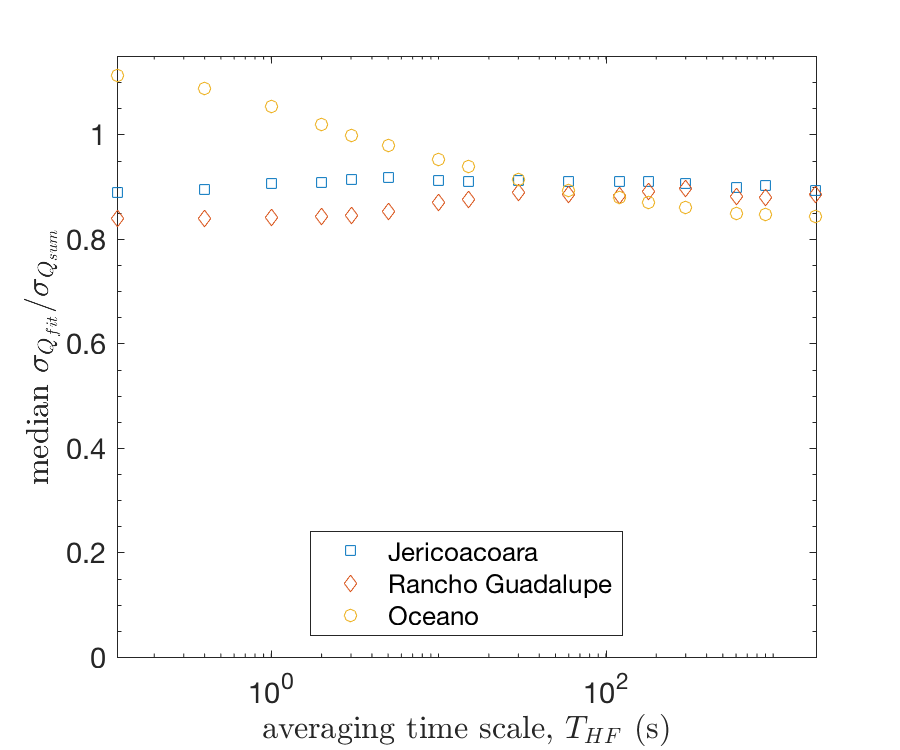 median σ_{Q_{fit}}/σ_{Q_{sum}}
1
0.8
0.6
0.4
0.2
0
Jericoacoara
Rancho Guadalupe
Oceano
10^0 10^2
averaging time scale, T_{HF} (s)